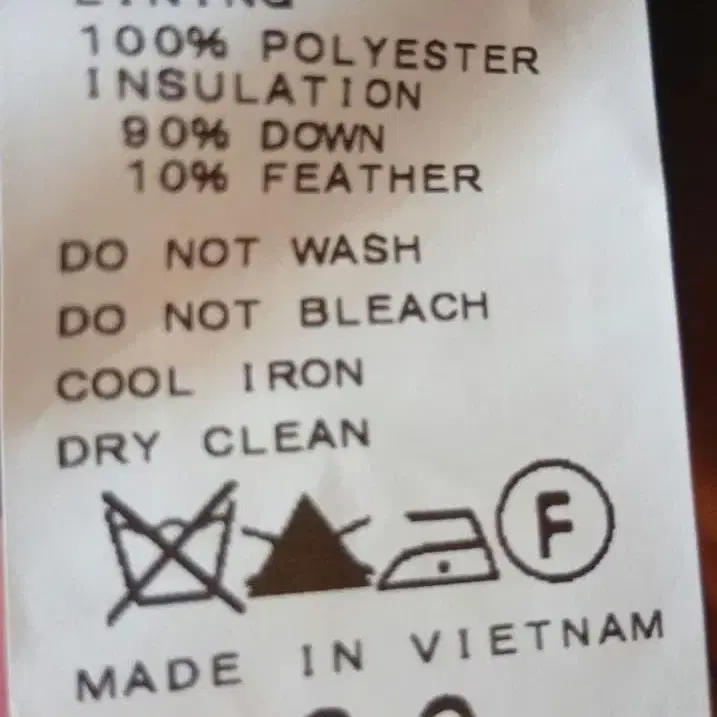 LINING
100% POLYESTER
INSULATION
90% DOWN
10% FEATHER
DO NOT WASH
DO NOT BLEACH
COOL IRON
DRY CLEAN
F
MADE IN VIETNAM